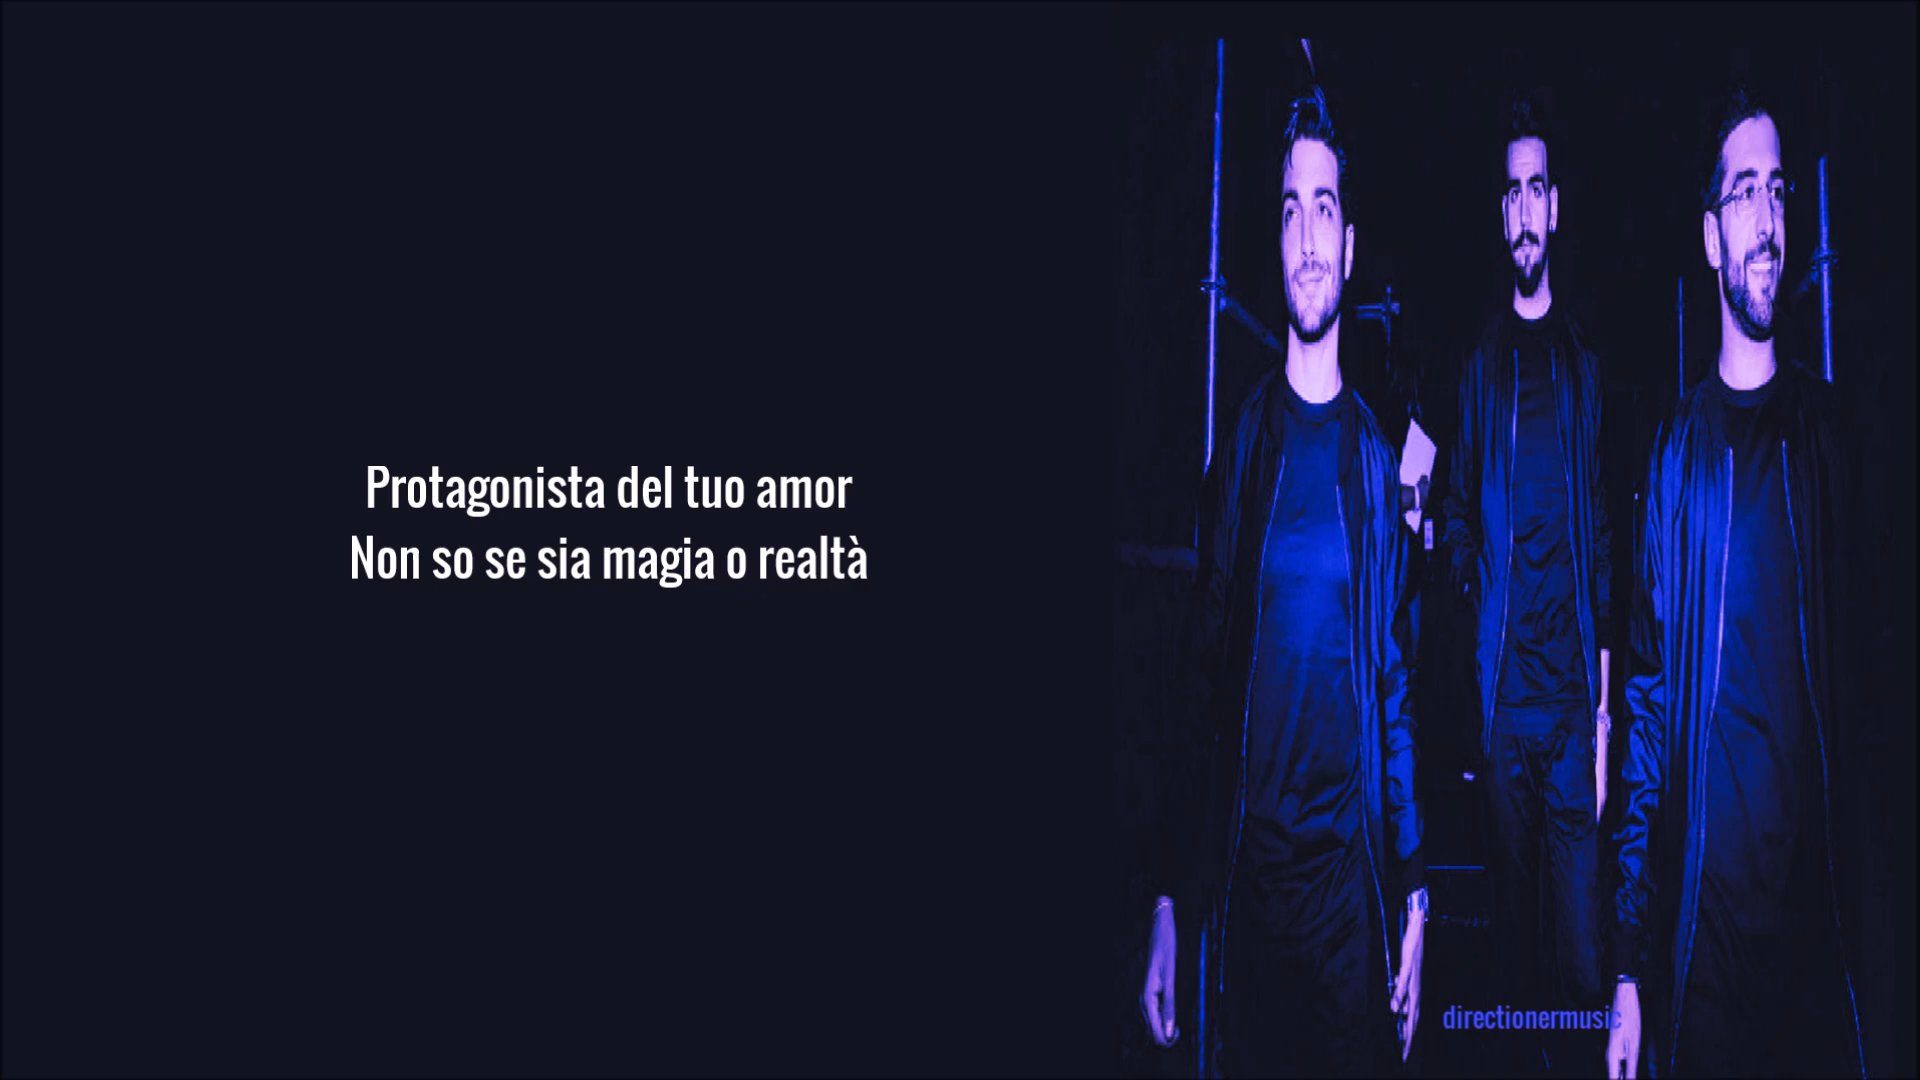 Protagonista del tuo amor
Non so se sia magia o realtà
directionermusic